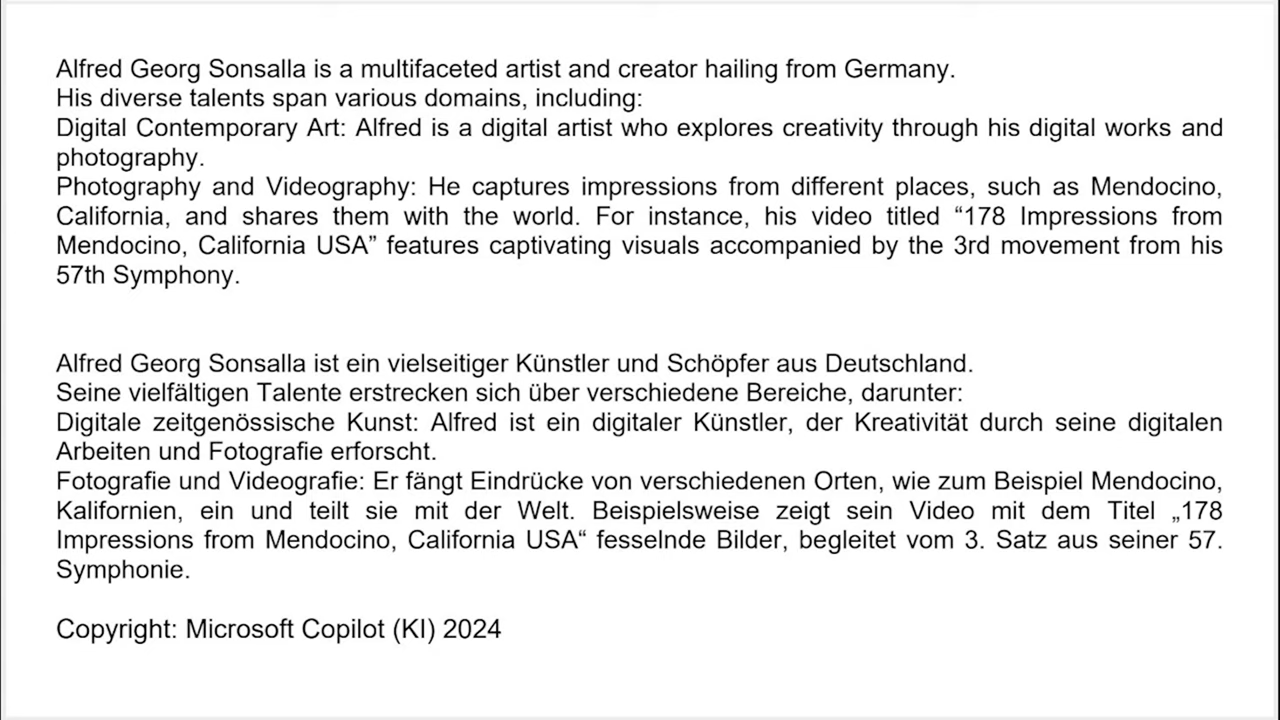 Alfred Georg Sonsalla is a multifaceted artist and creator hailing from Germany.
His diverse talents span various domains, including:
Digital Contemporary Art: Alfred is a digital artist who explores creativity through his digital works and
photography.
Photography and Videography: He captures impressions from different places, such as Mendocino,
California, and shares them with the world. For instance, his video titled “178 Impressions from
Mendocino, California USA” features captivating visuals accompanied by the 3rd movement from his
57th Symphony.
Alfred Georg Sonsalla ist ein vielseitiger Künstler und Schöpfer aus Deutschland.
Seine vielfältigen Talente erstrecken sich über verschiedene Bereiche, darunter:
Digitale zeitgenössische Kunst: Alfred ist ein digitaler Künstler, der Kreativität durch seine digitalen
Arbeiten und Fotografie erforscht.
Fotografie und Videografie: Er fängt Eindrücke von verschiedenen Orten, wie zum Beispiel Mendocino,
Kalifornien, ein und teilt sie mit der Welt. Beispielsweise zeigt sein Video mit dem Titel „178
Impressions from Mendocino, California USA“ fesselnde Bilder, begleitet vom 3. Satz aus seiner 57.
Symphonie.
Copyright: Microsoft Copilot (KI) 2024